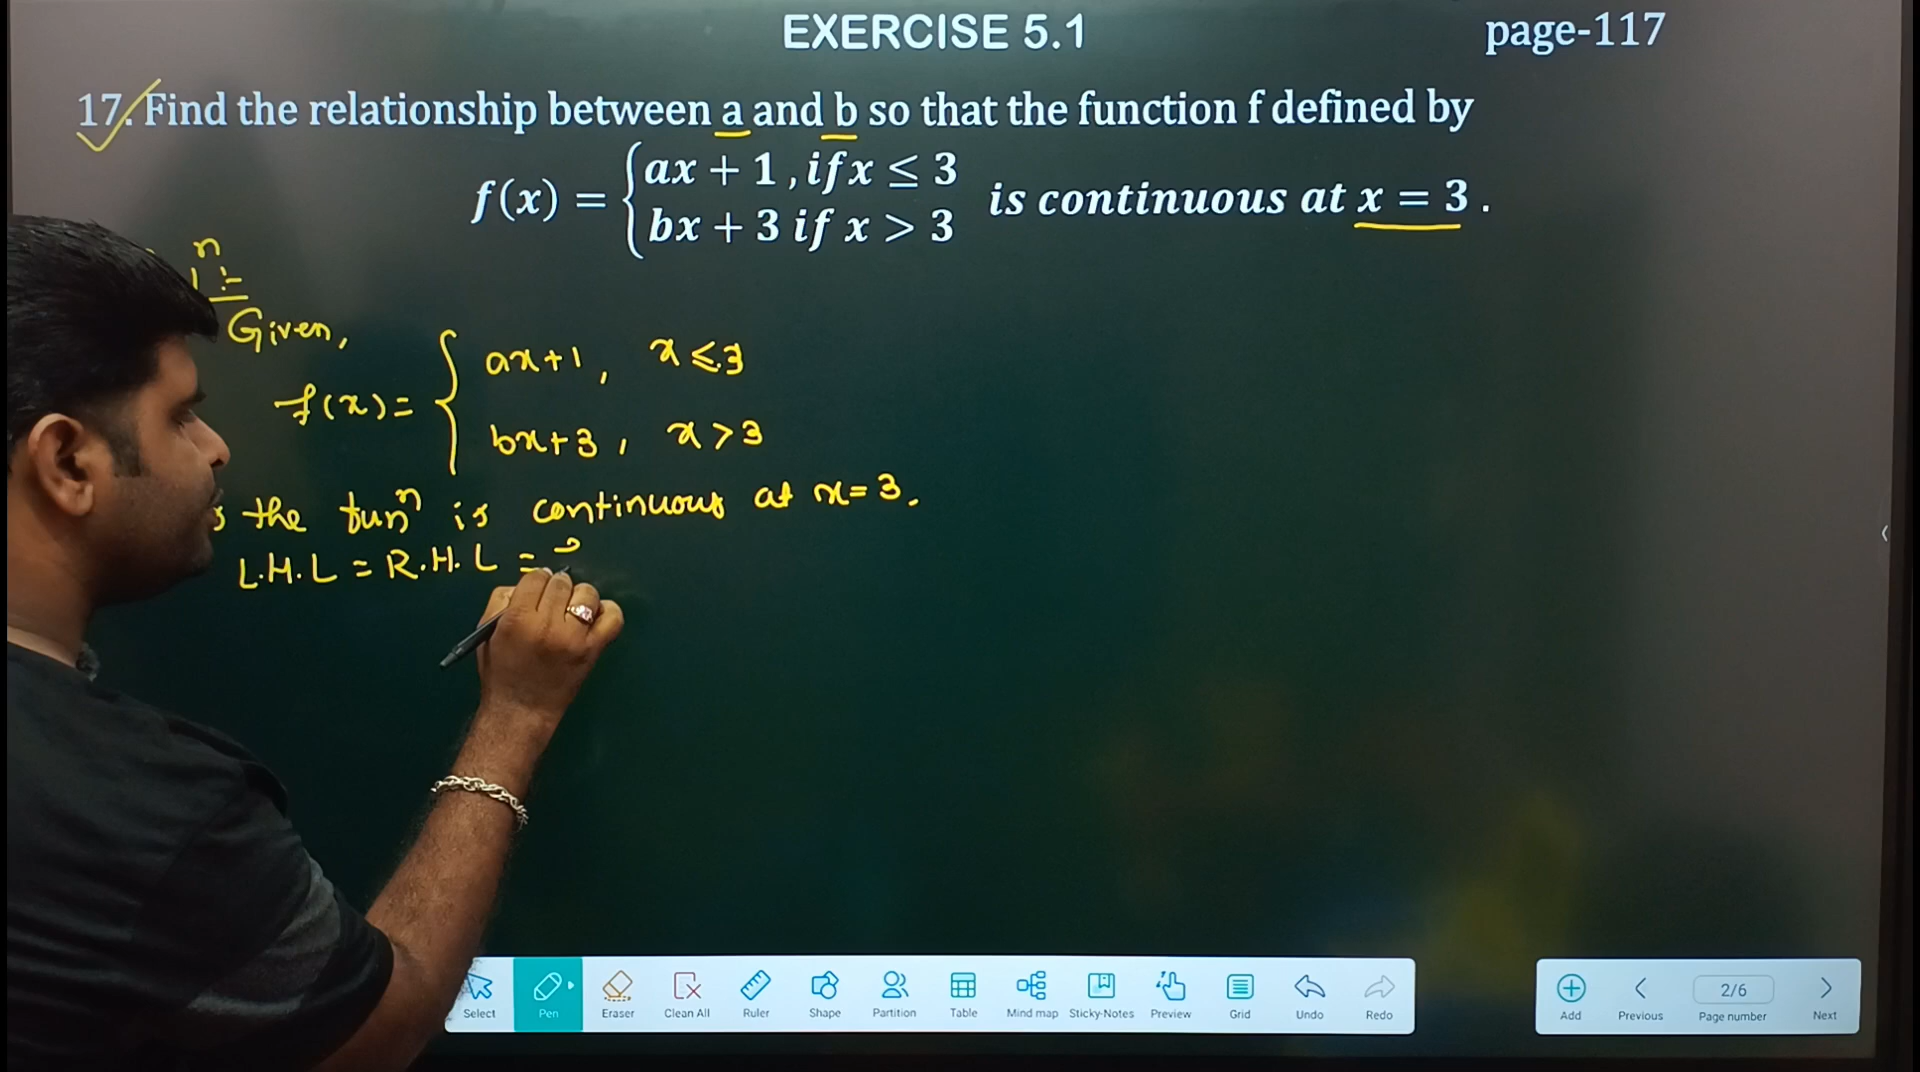 EXERCISE 5.1
page-117
17. Find the relationship between a and b so that the function f defined by
f(x) = { ax + 1 , if x ≤ 3
bx + 3 if x > 3
is continuous at x = 3 .
n
:-
Given,
f(x) = { ax+1, x ≤ 3
bx+3, x > 3
s the funⁿ is continuous at x = 3.
L.H.L = R.H.L =
Select
Pen
Eraser
Clean All
Ruler
Shape
Partition
Table
Mind map
Sticky-Notes
Preview
Grid
Undo
Redo
Add
Previous
2/6
Page number
Next